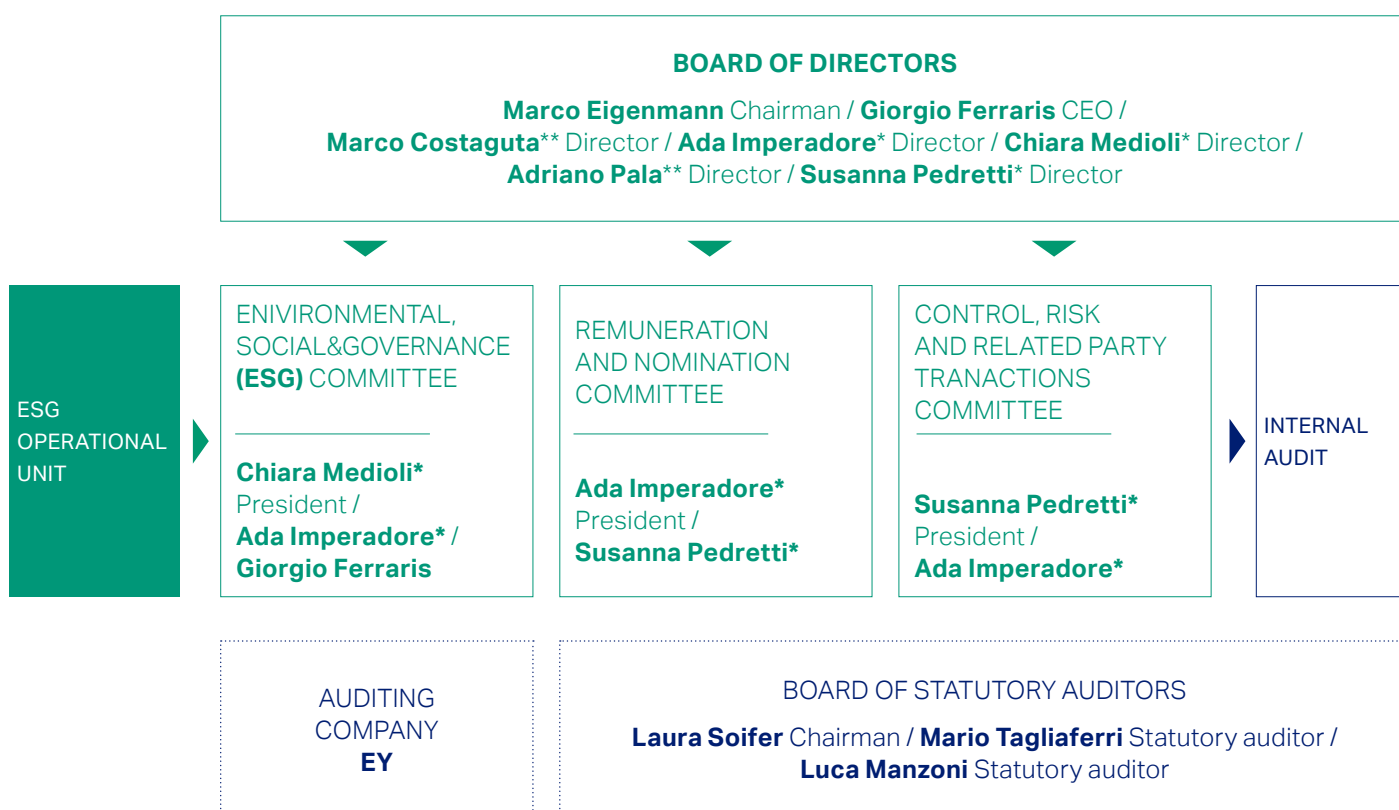 BOARD OF DIRECTORS
Marco Eigenmann Chairman / Giorgio Ferraris CEO /
Marco Costaguta** Director / Ada Imperadore* Director / Chiara Medioli* Director /
Adriano Pala** Director / Susanna Pedretti* Director
ESG
OPERATIONAL
UNIT
ENIVIRONMENTAL,
SOCIAL&GOVERNANCE
(ESG) COMMITTEE
Chiara Medioli*
President /
Ada Imperadore* /
Giorgio Ferraris
REMUNERATION
AND NOMINATION
COMMITTEE
Ada Imperadore*
President /
Susanna Pedretti*
CONTROL, RISK
AND RELATED PARTY
TRANACTIONS
COMMITTEE
Susanna Pedretti*
President /
Ada Imperadore*
INTERNAL
AUDIT
AUDITING
COMPANY
EY
BOARD OF STATUTORY AUDITORS
Laura Soifer Chairman / Mario Tagliaferri Statutory auditor /
Luca Manzoni Statutory auditor